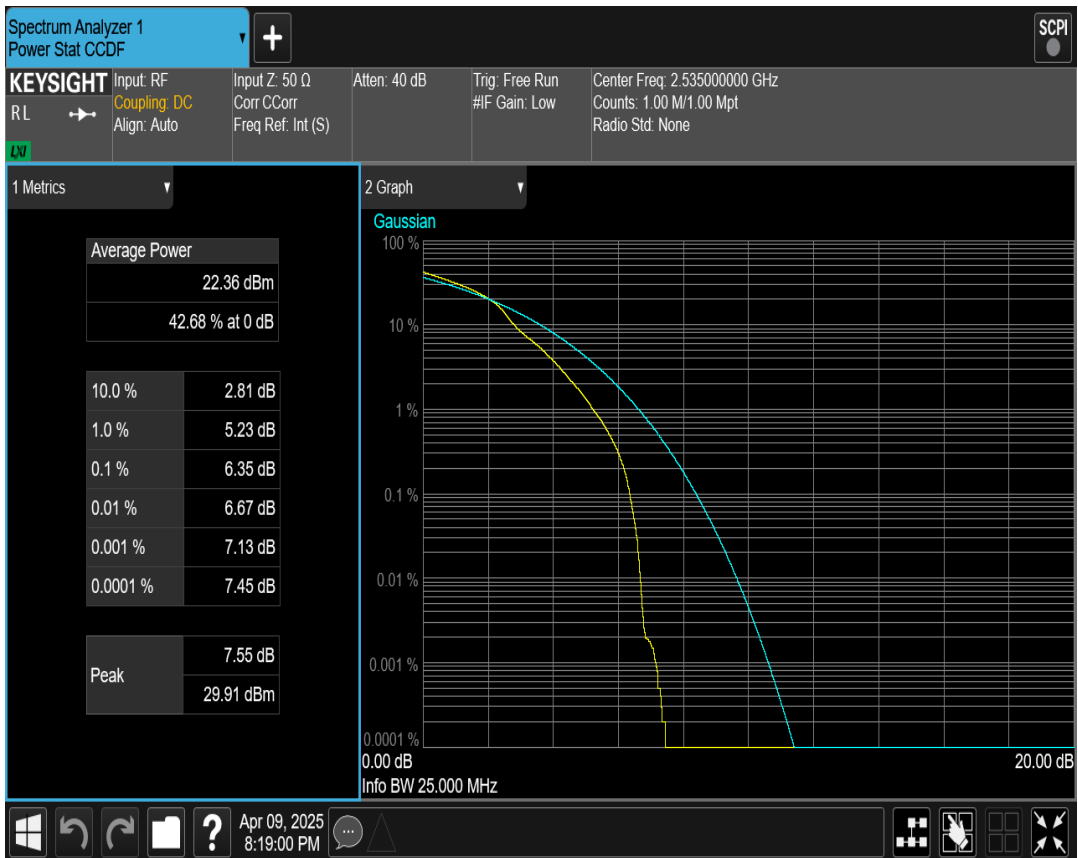 Spectrum Analyzer 1
Power Stat CCDF
▼
+
SCPI
KEYSIGHT
R L
LXI
Input: RF
Coupling: DC
Align: Auto
Input Z: 50 Ω
Corr CCorr
Freq Ref: Int (S)
Atten: 40 dB
Trig: Free Run
#IF Gain: Low
Center Freq: 2.535000000 GHz
Counts: 1.00 M/1.00 Mpt
Radio Std: None
1 Metrics ▼
Average Power
22.36 dBm
42.68 % at 0 dB
10.0 % 2.81 dB
1.0 % 5.23 dB
0.1 % 6.35 dB
0.01 % 6.67 dB
0.001 % 7.13 dB
0.0001 % 7.45 dB
Peak
7.55 dB
29.91 dBm
2 Graph ▼
Gaussian
100 %
10 %
1 %
0.1 %
0.01 %
0.001 %
0.0001 %
0.00 dB 20.00 dB
Info BW 25.000 MHz
?
Apr 09, 2025
8:19:00 PM